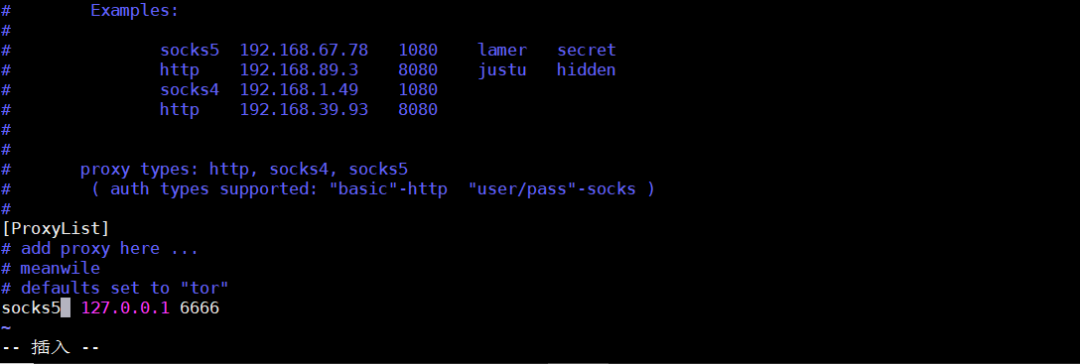 #        Examples:
#
#               socks5  192.168.67.78   1080    lamer   secret
#               http    192.168.89.3    8080    justu   hidden
#               socks4  192.168.1.49    1080
#               http    192.168.39.93   8080
#
#
#       proxy types: http, socks4, socks5
#        ( auth types supported: "basic"-http  "user/pass"-socks )
#
[ProxyList]
# add proxy here ...
# meanwile
# defaults set to "tor"
socks5 127.0.0.1 6666
~
-- 插入 --